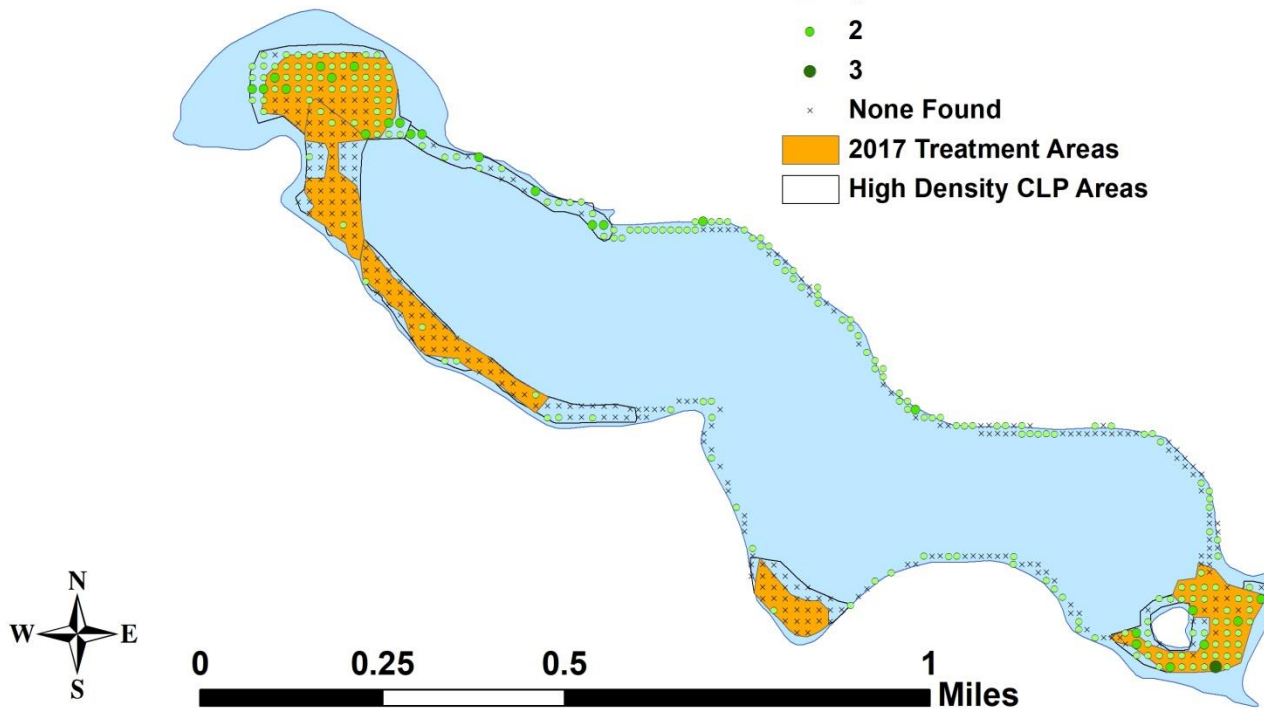 2
3
None Found
2017 Treatment Areas
High Density CLP Areas
N
W E
S
0 0.25 0.5 1
Miles